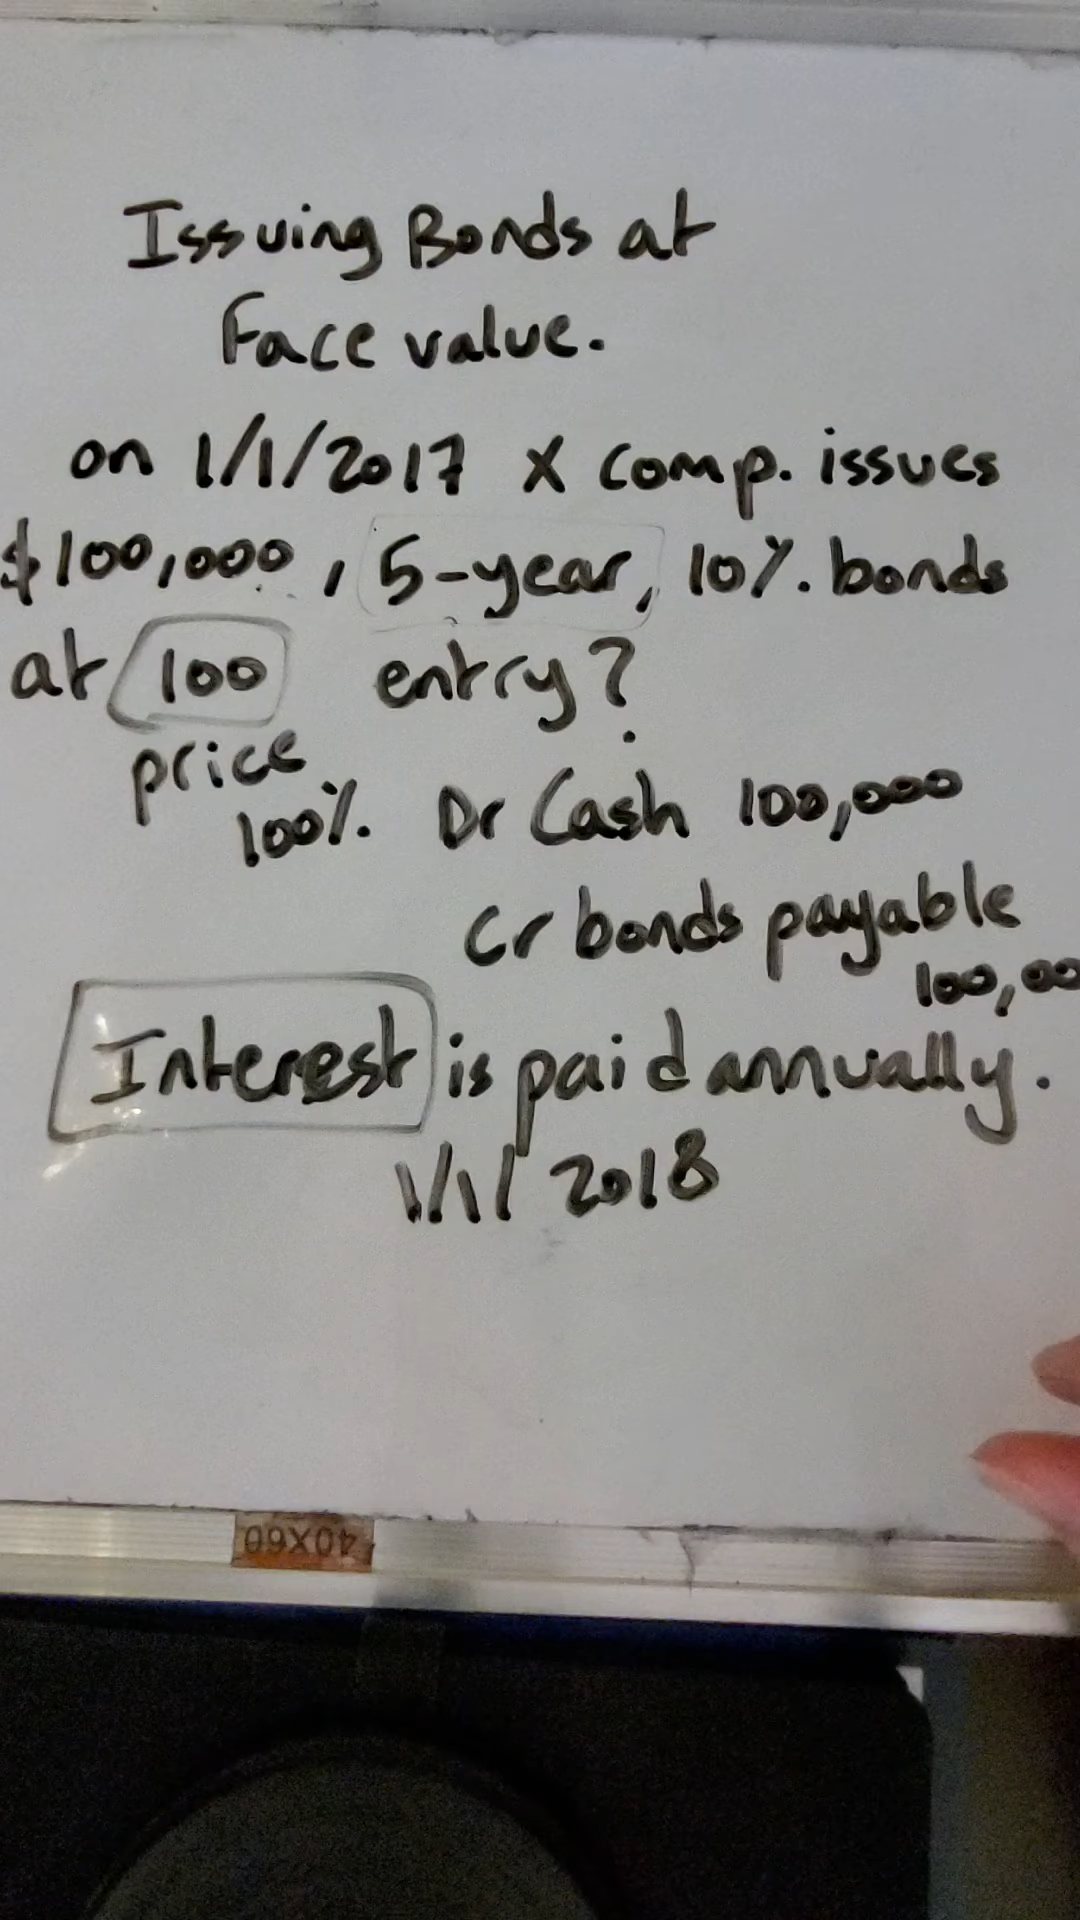 Issuing Bonds at
Face value.
on 1/1/2017 X comp. issues
$100,000, 5-year, 10%. bonds
at 100 entry?
price
100%. Dr Cash 100,000
Cr bonds payable
100,00
Interest is paid annually.
1/1/ 2018
40X60